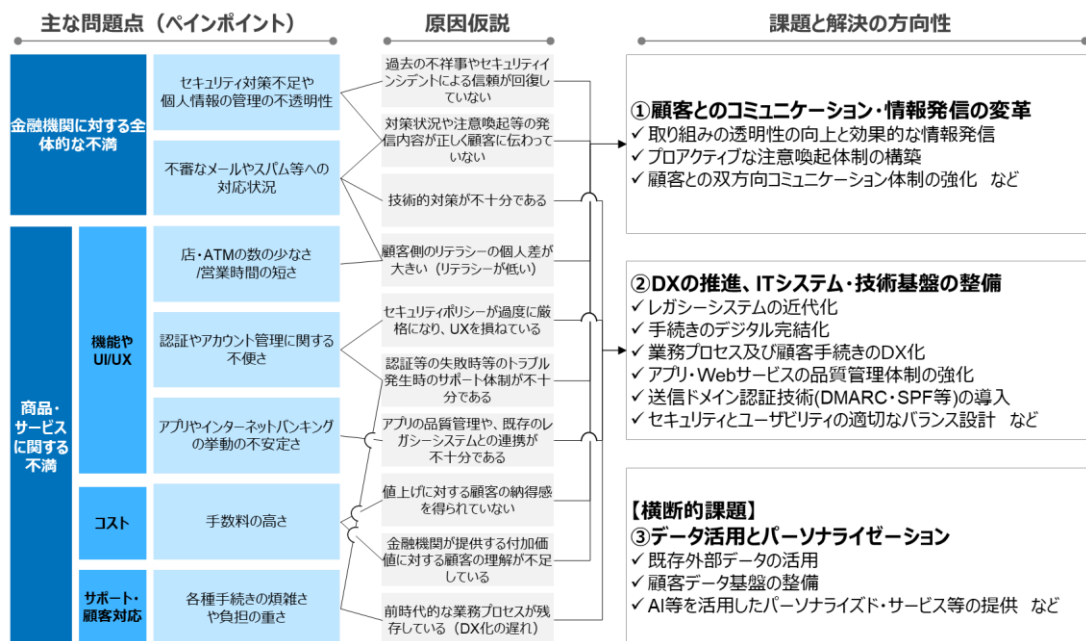 主な問題点（ペインポイント）
原因仮説
課題と解決の方向性
金融機関に対する全
体的な不満
セキュリティ対策不足や
個人情報の管理の不透明性
不審なメールやスパム等への
対応状況
商品・
サービス
に関する
不満
機能や
UI/UX
店・ATMの数の少なさ
/営業時間の短さ
認証やアカウント管理に関する
不便さ
アプリやインターネットバンキング
の挙動の不安定さ
コスト
手数料の高さ
サポート・
顧客対応
各種手続きの煩雑さ
や負担の重さ
過去の不祥事やセキュリティイ
ンシデントによる信頼が回復し
ていない
対策状況や注意喚起等の発
信内容が正しく顧客に伝わって
いない
技術的対策が不十分である
顧客側のリテラシーの個人差が
大きい（リテラシーが低い）
セキュリティポリシーが過度に厳
格になり、UXを損ねている
認証等の失敗時等のトラブル
発生時のサポート体制が不十
分である
アプリの品質管理や、既存のレ
ガシーシステムとの連携が
不十分である
値上げに対する顧客の納得感
を得られていない
金融機関が提供する付加価
値に対する顧客の理解が不足
している
前時代的な業務プロセスが残
存している（DX化の遅れ）
①顧客とのコミュニケーション・情報発信の変革
✓ 取り組みの透明性の向上と効果的な情報発信
✓ プロアクティブな注意喚起体制の構築
✓ 顧客との双方向コミュニケーション体制の強化 など
②DXの推進、ITシステム・技術基盤の整備
✓ レガシーシステムの近代化
✓ 手続きのデジタル完結化
✓ 業務プロセス及び顧客手続きのDX化
✓ アプリ・Webサービスの品質管理体制の強化
✓ 送信ドメイン認証技術(DMARC・SPF等)の導入
✓ セキュリティとユーザビリティの適切なバランス設計 など
【横断的課題】
③データ活用とパーソナライゼーション
✓ 既存外部データの活用
✓ 顧客データ基盤の整備
✓ AI等を活用したパーソナライズド・サービス等の提供 など